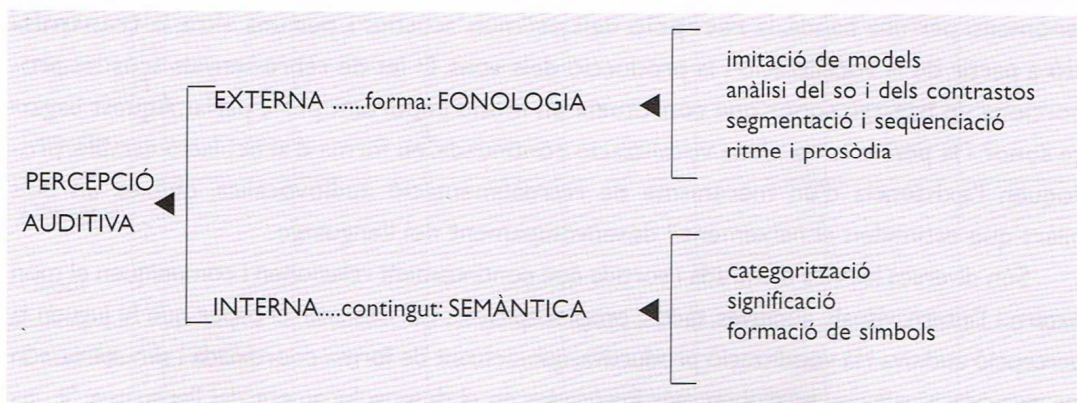 imitació de models
anàlisi del so i dels contrastos
segmentació i seqüenciació
ritme i prosòdia
EXTERNA ......forma: FONOLOGIA
PERCEPCIÓ
AUDITIVA
INTERNA....contingut: SEMÀNTICA
categorització
significació
formació de símbols